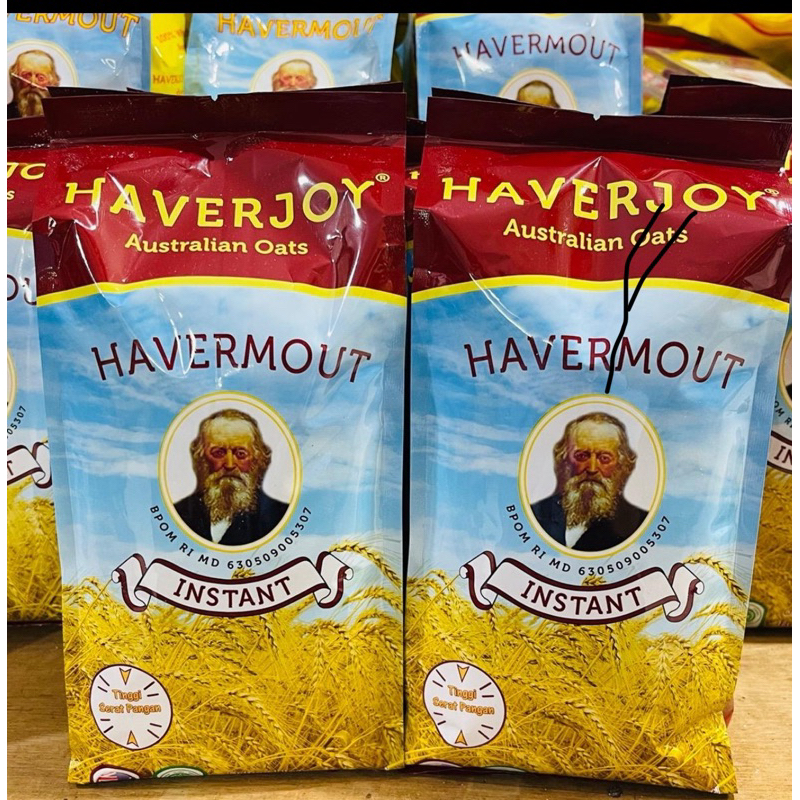 HAVERMOUT
HAVERMOUT
HAVERJOY®
Australian Oats
HAVERMOUT
BPOM RI MD 630509005307
INSTANT
Tinggi
Serat Pangan
HAVERJOY®
Australian Oats
HAVERMOUT
BPOM RI MD 630509005307
INSTANT
Tinggi
Serat Pangan